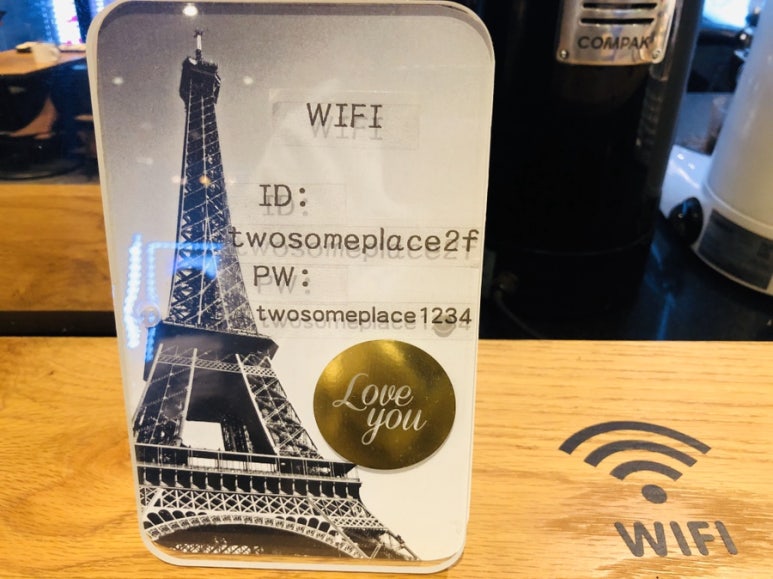 COMPAK
WIFI
ID:
twosomeplace2f
PW:
twosomeplace1234
Love
you
WIFI